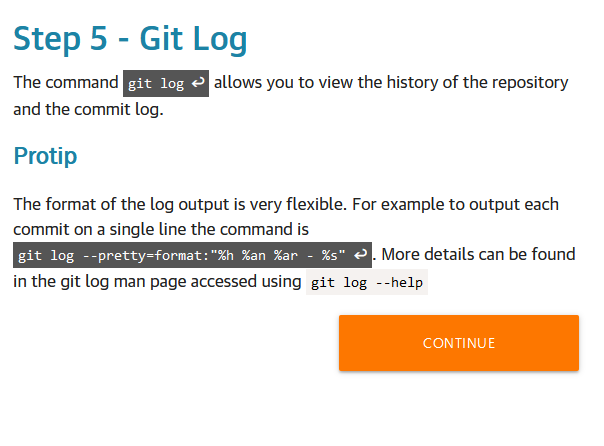 Step 5 - Git Log
The command git log ↩ allows you to view the history of the repository
and the commit log.
Protip
The format of the log output is very flexible. For example to output each
commit on a single line the command is
git log --pretty=format:"%h %an %ar - %s" ↩. More details can be found
in the git log man page accessed using git log --help
CONTINUE